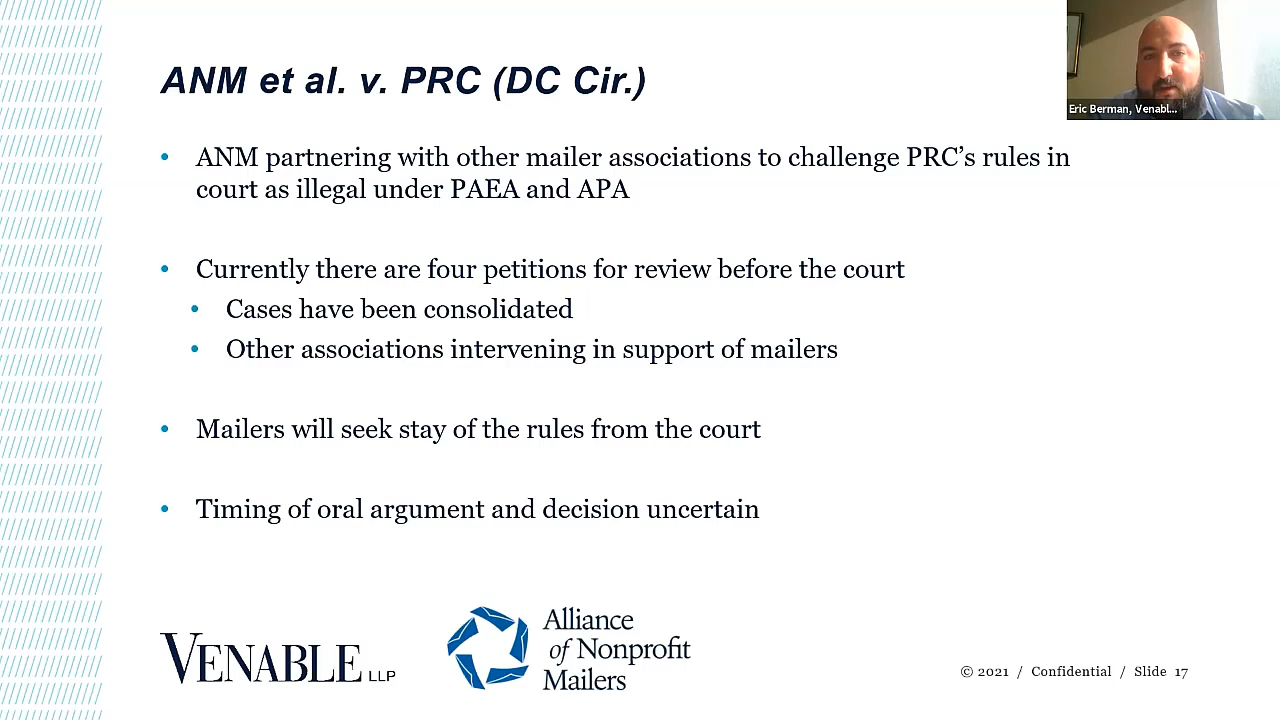 ANM et al. v. PRC (DC Cir.)
Eric Berman, Venabl...
• ANM partnering with other mailer associations to challenge PRC’s rules in
court as illegal under PAEA and APA
• Currently there are four petitions for review before the court
• Cases have been consolidated
• Other associations intervening in support of mailers
• Mailers will seek stay of the rules from the court
• Timing of oral argument and decision uncertain
VENABLE LLP
Alliance
of Nonprofit
Mailers
© 2021 / Confidential / Slide 17